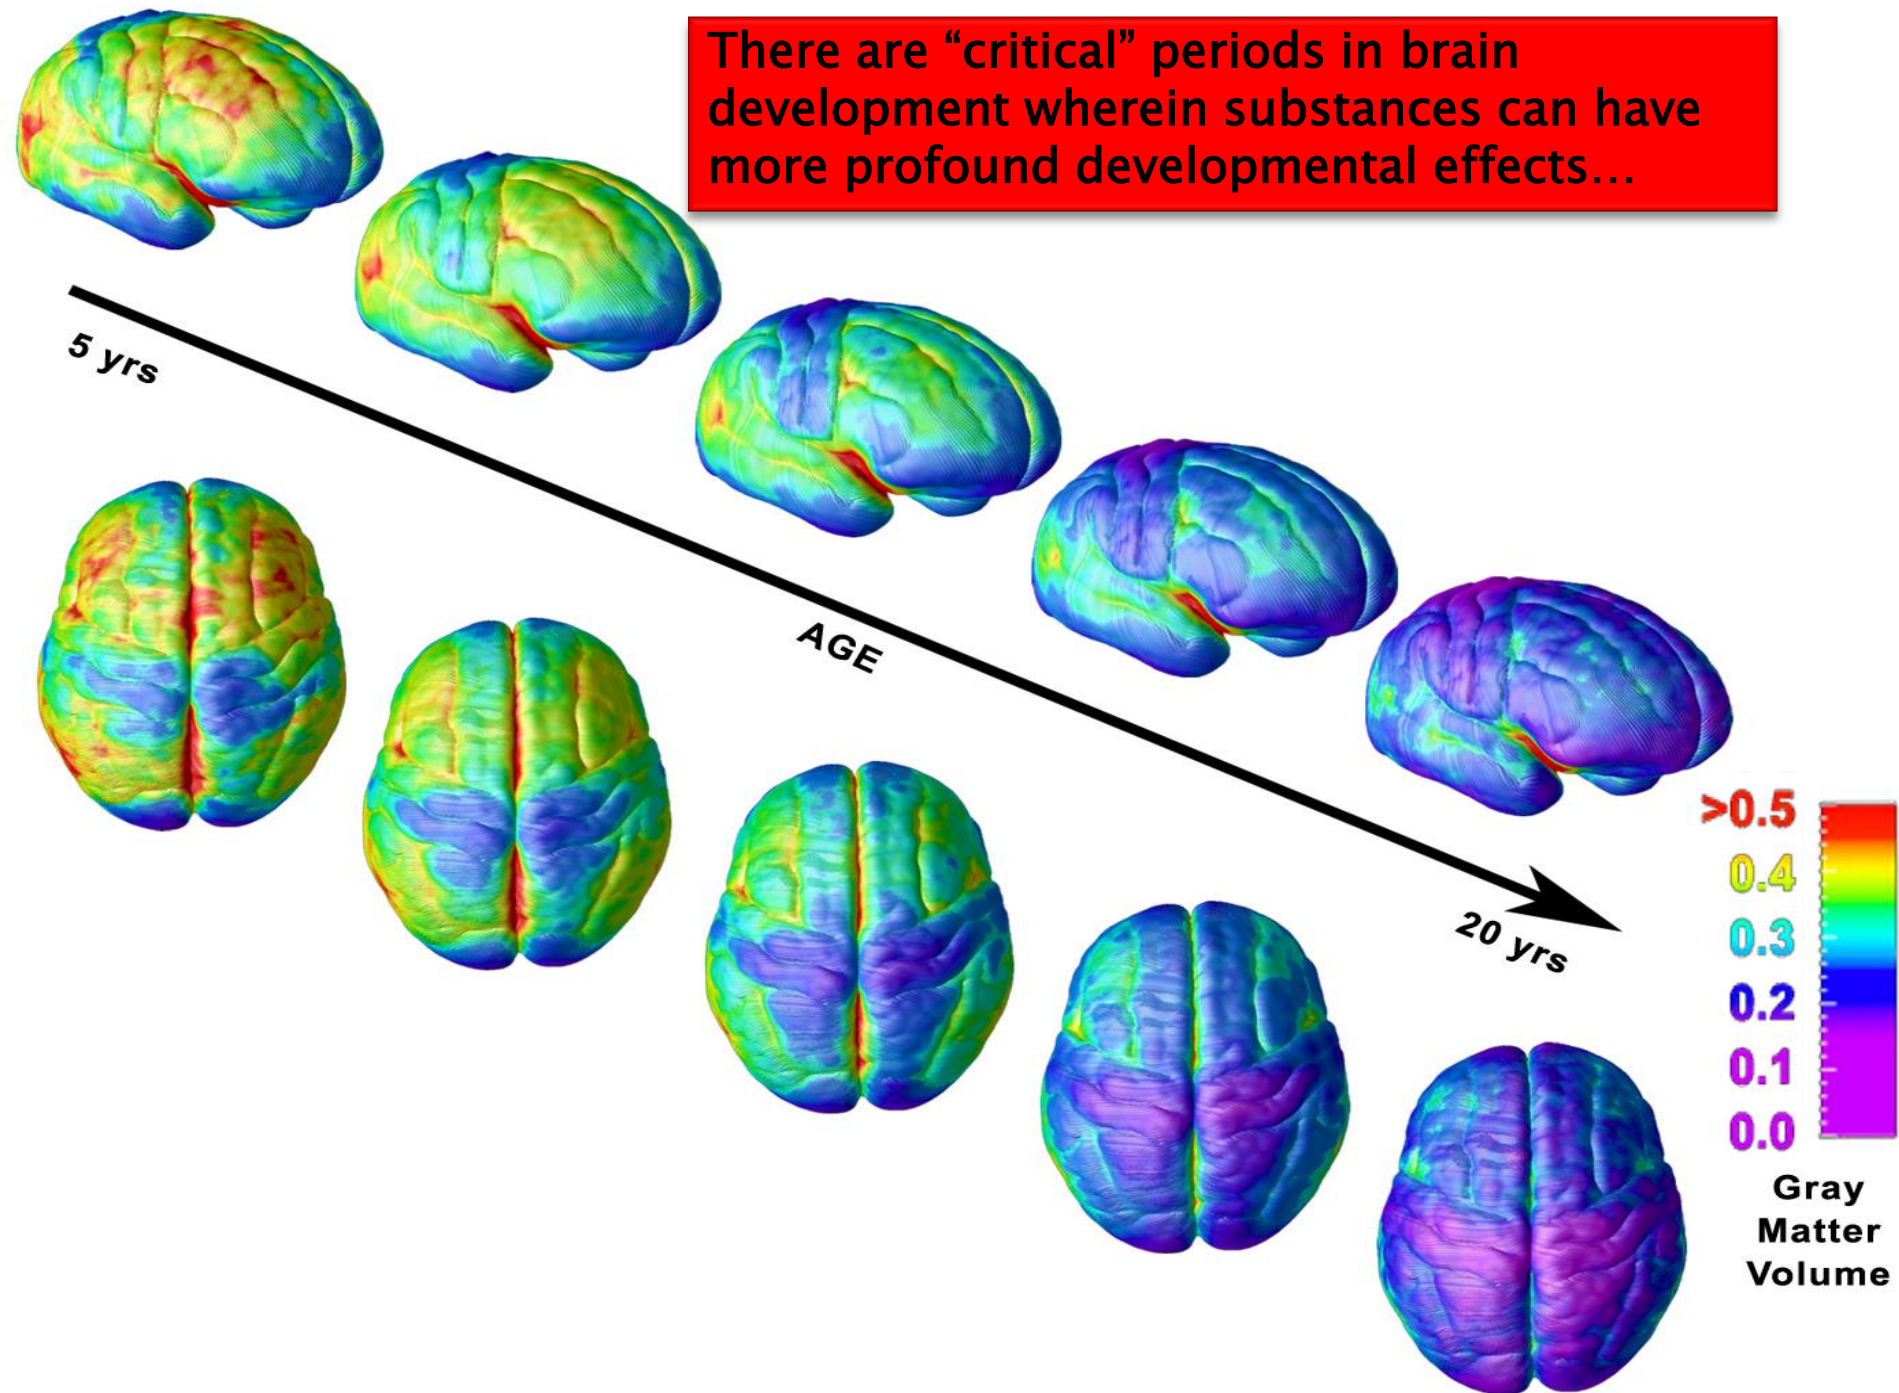 There are “critical” periods in brain
development wherein substances can have
more profound developmental effects…
5 yrs
AGE
20 yrs
>0.5
0.4
0.3
0.2
0.1
0.0
Gray
Matter
Volume